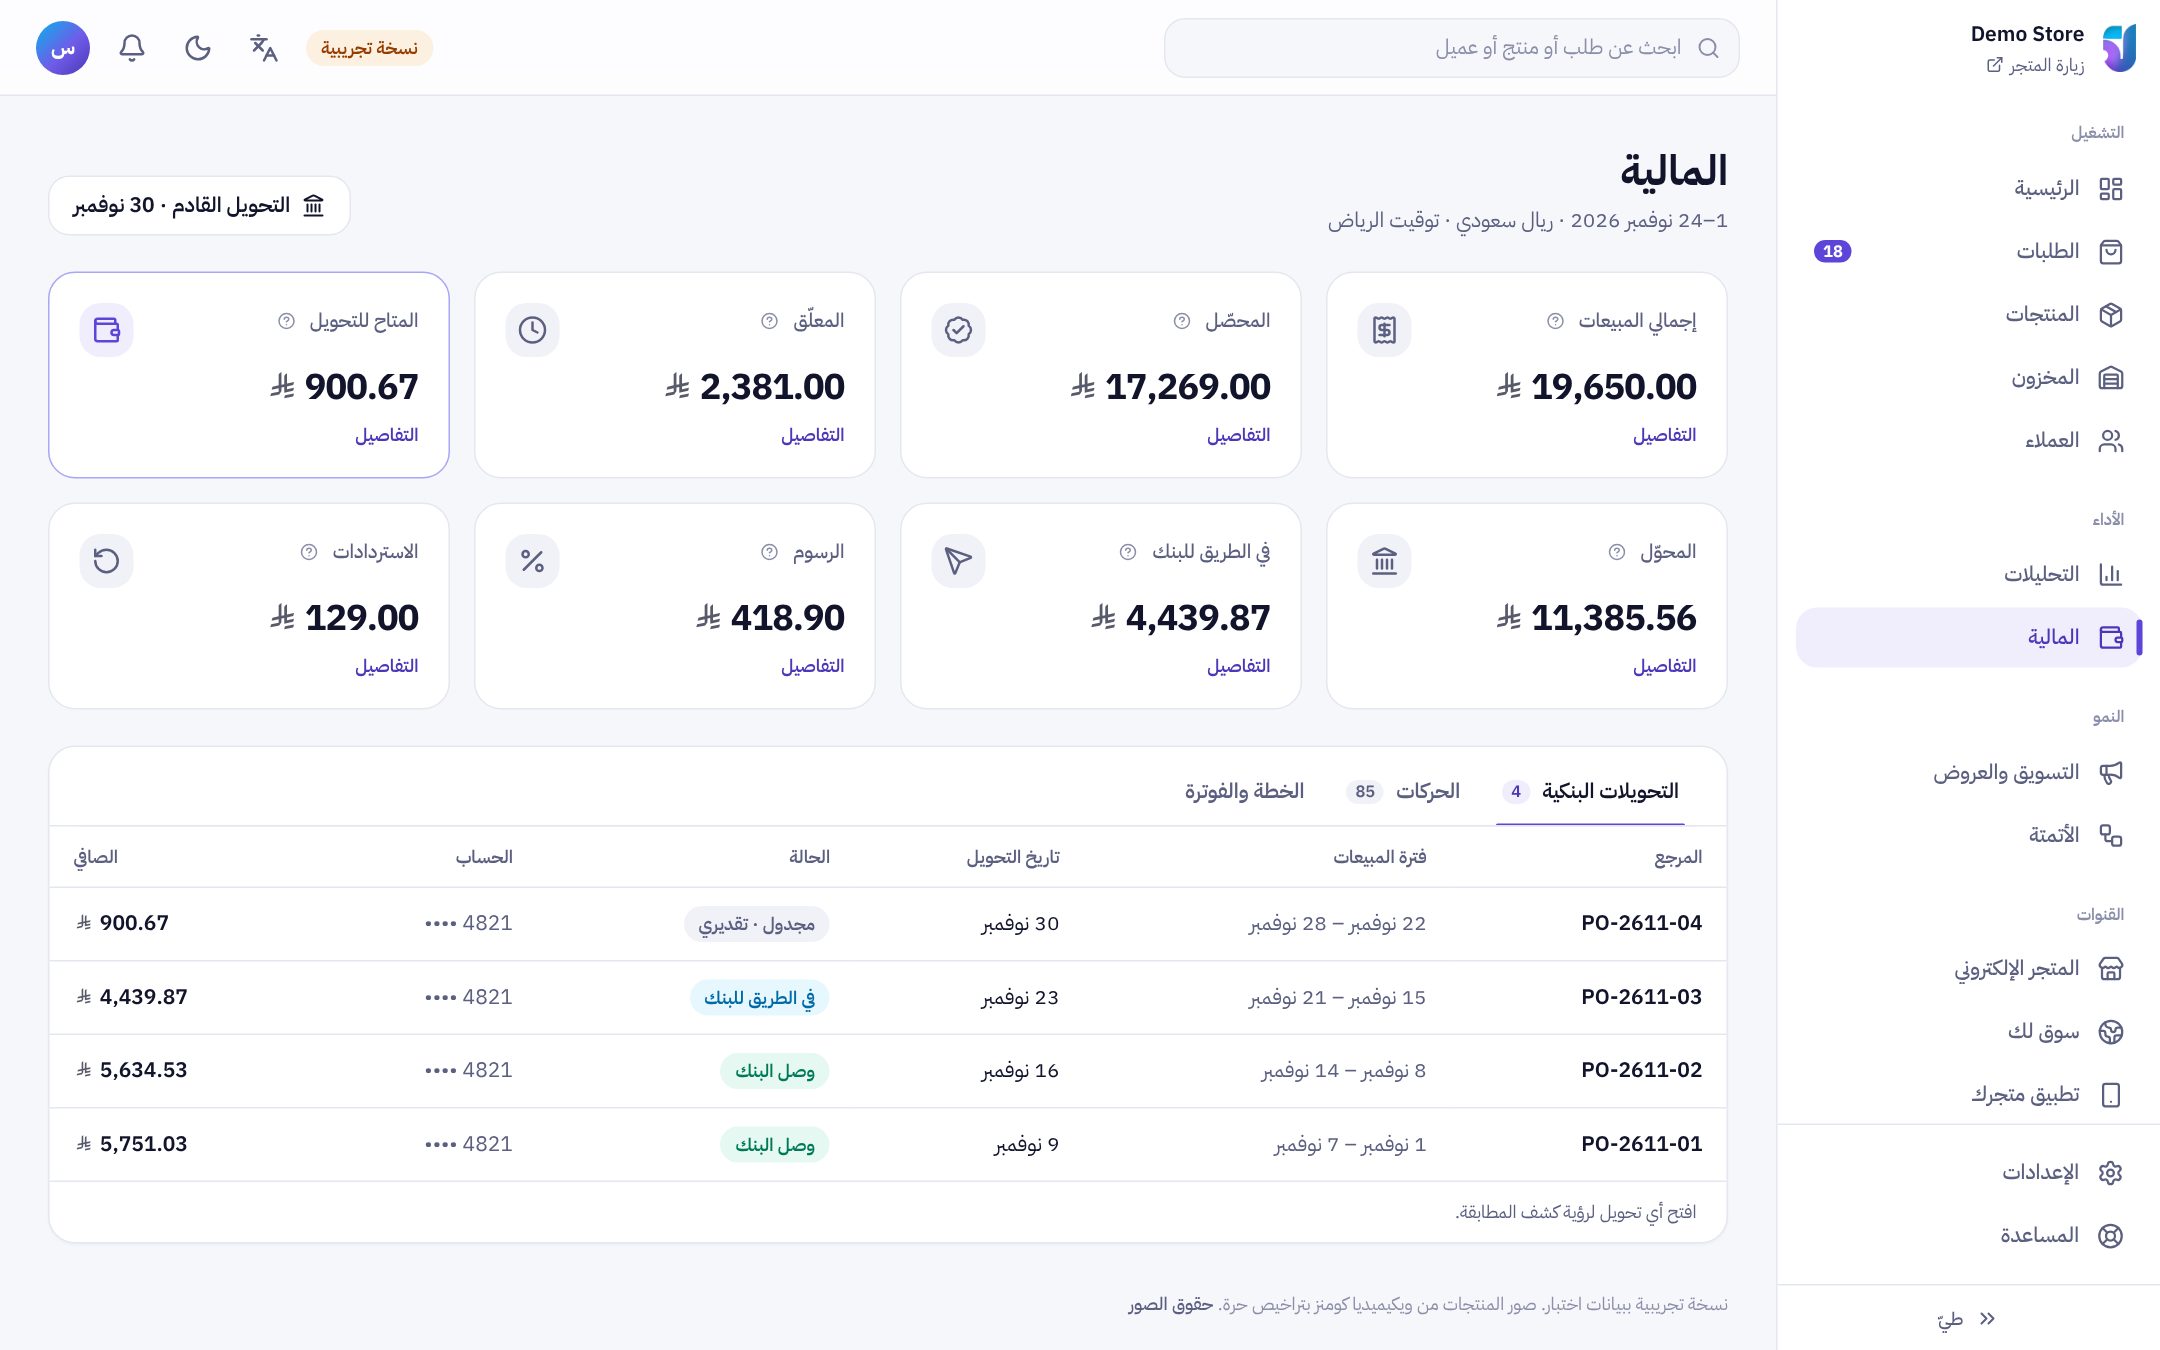 Demo Store
زيارة المتجر
ابحث عن طلب أو منتج أو عميل
نسخة تجريبية
س
التشغيل
الرئيسية
الطلبات 18
المنتجات
المخزون
العملاء
الأداء
التحليلات
المالية
النمو
التسويق والعروض
الأتمتة
القنوات
المتجر الإلكتروني
سوق لك
تطبيق متجرك
الإعدادات
المساعدة
طيّ
المالية
1–24 نوفمبر 2026 · ريال سعودي · توقيت الرياض
التحويل القادم · 30 نوفمبر
إجمالي المبيعات
19,650.00
التفاصيل
المحصّل
17,269.00
التفاصيل
المعلّق
2,381.00
التفاصيل
المتاح للتحويل
900.67
التفاصيل
المحوّل
11,385.56
التفاصيل
في الطريق للبنك
4,439.87
التفاصيل
الرسوم
418.90
التفاصيل
الاستردادات
129.00
التفاصيل
التحويلات البنكية 4 الحركات 85 الخطة والفوترة
المرجع فترة المبيعات تاريخ التحويل الحالة الحساب الصافي
PO-2611-04 22 نوفمبر – 28 نوفمبر 30 نوفمبر مجدول · تقديري •••• 4821 900.67
PO-2611-03 15 نوفمبر – 21 نوفمبر 23 نوفمبر في الطريق للبنك •••• 4821 4,439.87
PO-2611-02 8 نوفمبر – 14 نوفمبر 16 نوفمبر وصل البنك •••• 4821 5,634.53
PO-2611-01 1 نوفمبر – 7 نوفمبر 9 نوفمبر وصل البنك •••• 4821 5,751.03
افتح أي تحويل لرؤية كشف المطابقة.
نسخة تجريبية ببيانات اختبار. صور المنتجات من ويكيميديا كومنز بتراخيص حرة. حقوق الصور